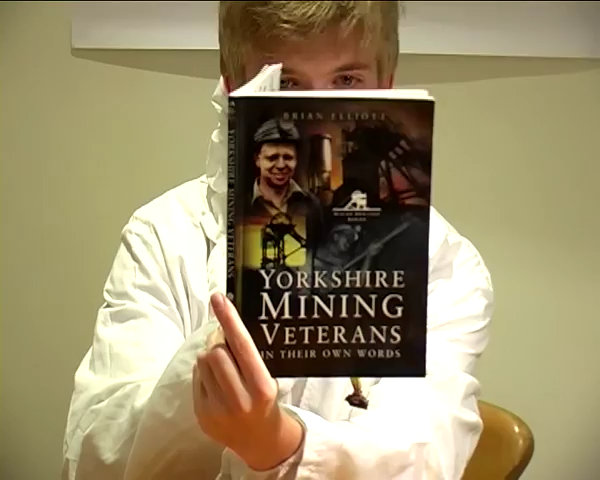 BRIAN ELLIOTT
YORKSHIRE
MINING
VETERANS
IN THEIR OWN WORDS
YORKSHIRE MINING VETERANS